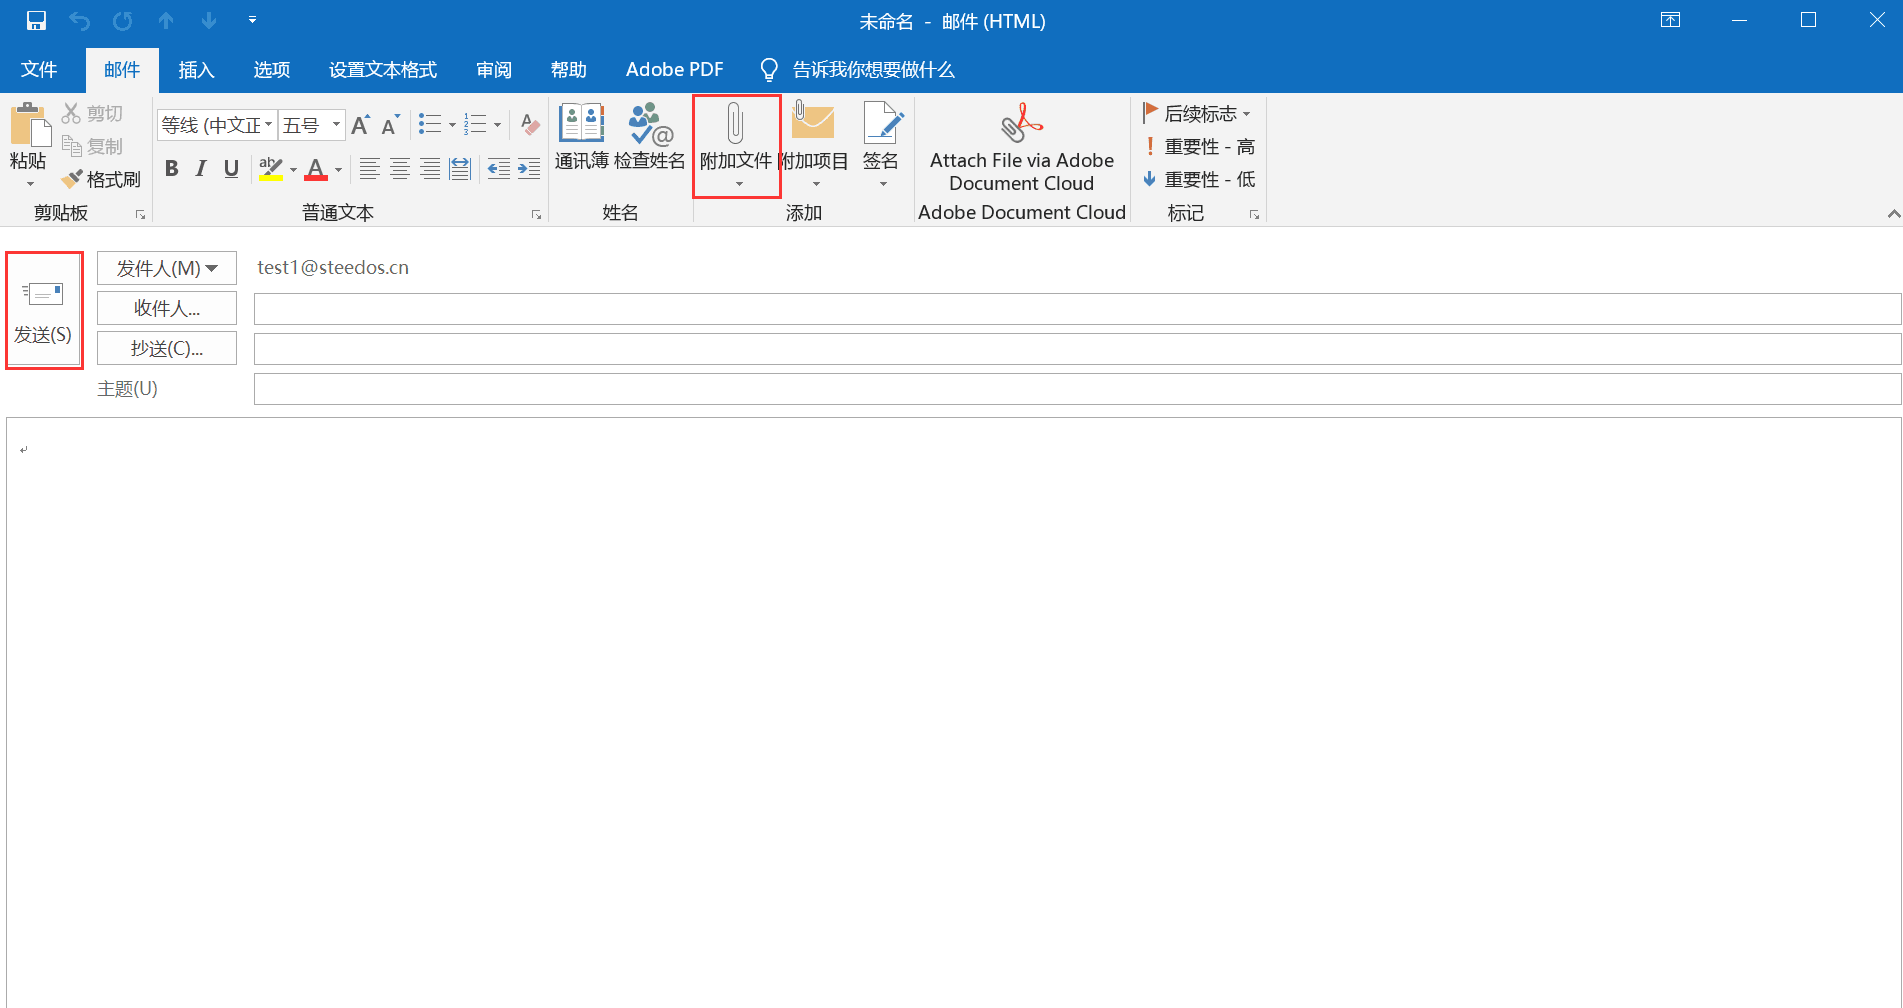 未命名 - 邮件 (HTML)
文件 邮件 插入 选项 设置文本格式 审阅 帮助 Adobe PDF 告诉我你想要做什么
粘贴
剪切
复制
格式刷
剪贴板
等线 (中文正 五号
普通文本
通讯簿 检查姓名
姓名
附加文件 附加项目 签名
添加
Attach File via Adobe
Document Cloud
Adobe Document Cloud
后续标志
重要性 - 高
重要性 - 低
标记
发送(S)
发件人(M) test1@steedos.cn
收件人...
抄送(C)...
主题(U)